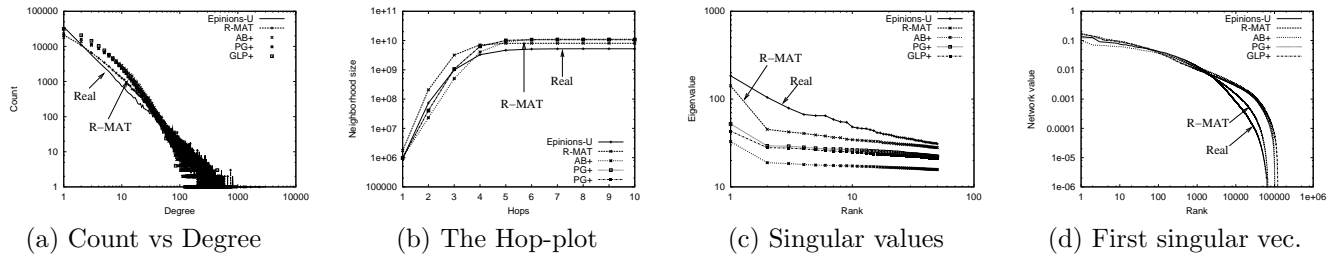 Epinions-U
R-MAT
AB+
PG+
GLP+
100000
10000
1000
100
10
1
Count
Real
R-MAT
1
10
100
1000
10000
Degree
(a) Count vs Degree
1e+11
1e+10
1e+09
1e+08
1e+07
1e+06
100000
Neighborhood size
R-MAT
Real
Epinions-U
R-MAT
AB+
PG+
PG+
1 2 3 4 5 6 7 8 9 10
Hops
(b) The Hop-plot
Epinions-U
R-MAT
AB+
PG+
GLP+
1000
100
10
Eigenvalue
R-MAT
Real
1
10
100
Rank
(c) Singular values
Epinions-U
R-MAT
AB+
PG+
GLP+
1
0.1
0.01
0.001
0.0001
1e-05
1e-06
Network value
R-MAT
Real
1
10
100
1000
10000
100000
1e+06
Rank
(d) First singular vec.